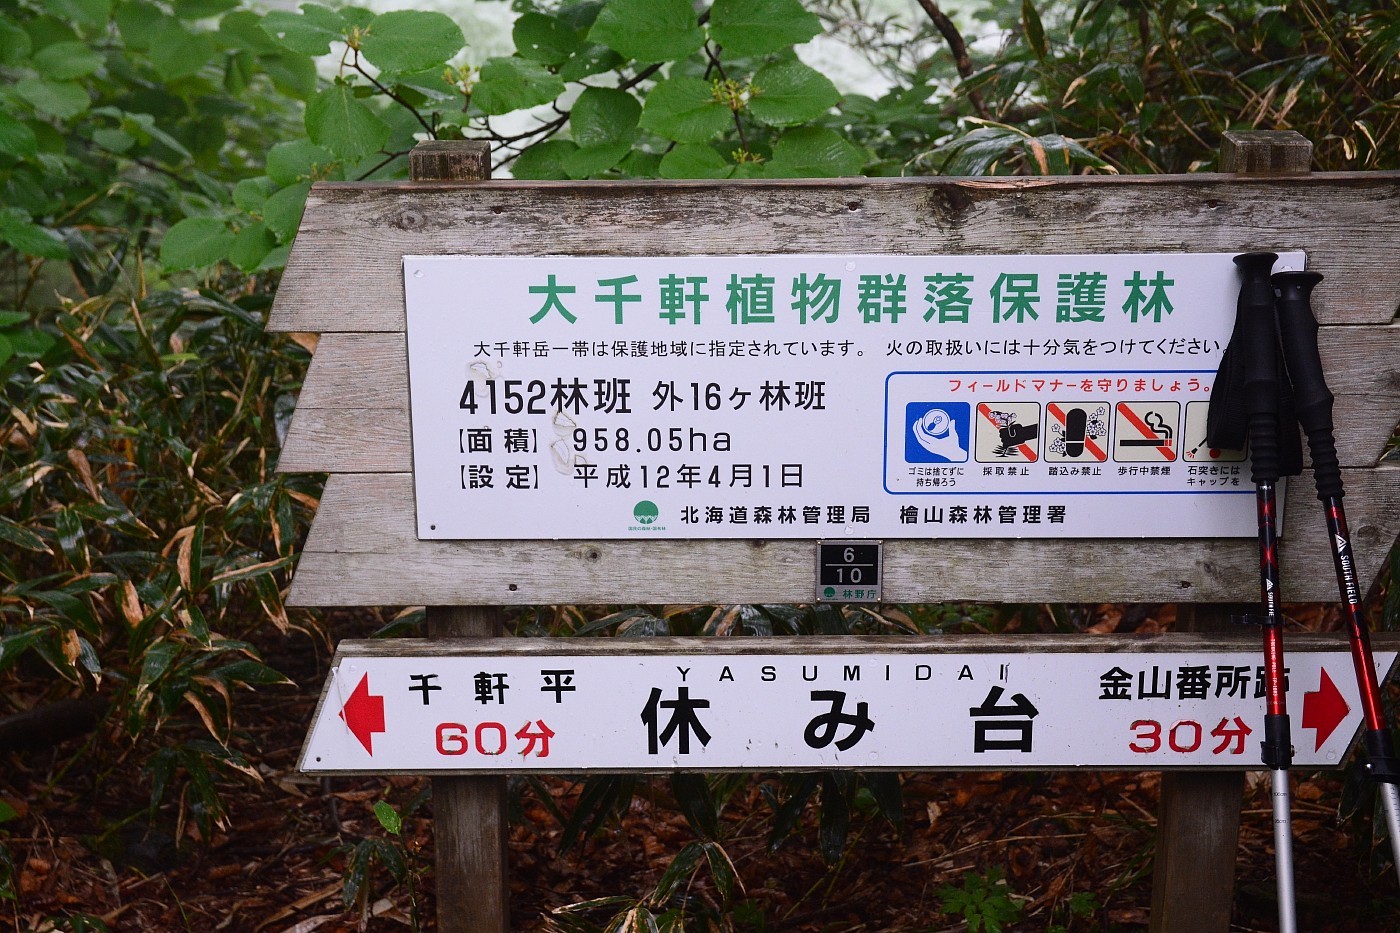 大千軒植物群落保護林
大千軒岳一帯は保護地域に指定されています。 火の取扱いには十分気をつけてください。
4152林班 外16ヶ林班
【面積】 958.05ha
【設定】 平成12年4月1日
フィールドマナーを守りましょう。
ゴミは捨てずに
持ち帰ろう
採取禁止
踏込み禁止
歩行中禁煙
石突きには
キャップを
北海道森林管理局 檜山森林管理署
6
10
林野庁
YASUMIDAI
千軒平
60分
休み台
金山番所跡
30分
SOUTH FIELD